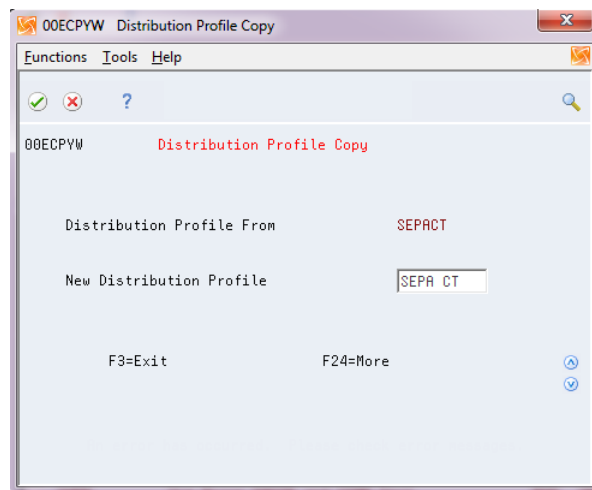 00ECPYW Distribution Profile Copy
X
Functions Tools Help
?
00ECPYW Distribution Profile Copy
Distribution Profile From SEPACT
New Distribution Profile SEPA CT
F3=Exit F24=More